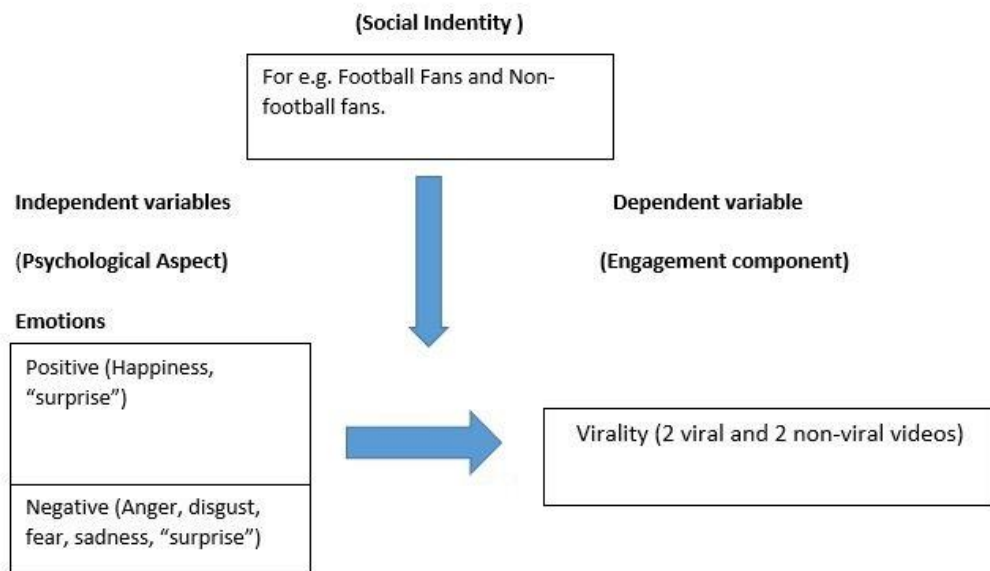 (Social Indentity )
For e.g. Football Fans and Non-
football fans.
Independent variables
Dependent variable
(Psychological Aspect)
(Engagement component)
Emotions
Positive (Happiness,
“surprise”)
Virality (2 viral and 2 non-viral videos)
Negative (Anger, disgust,
fear, sadness, “surprise”)